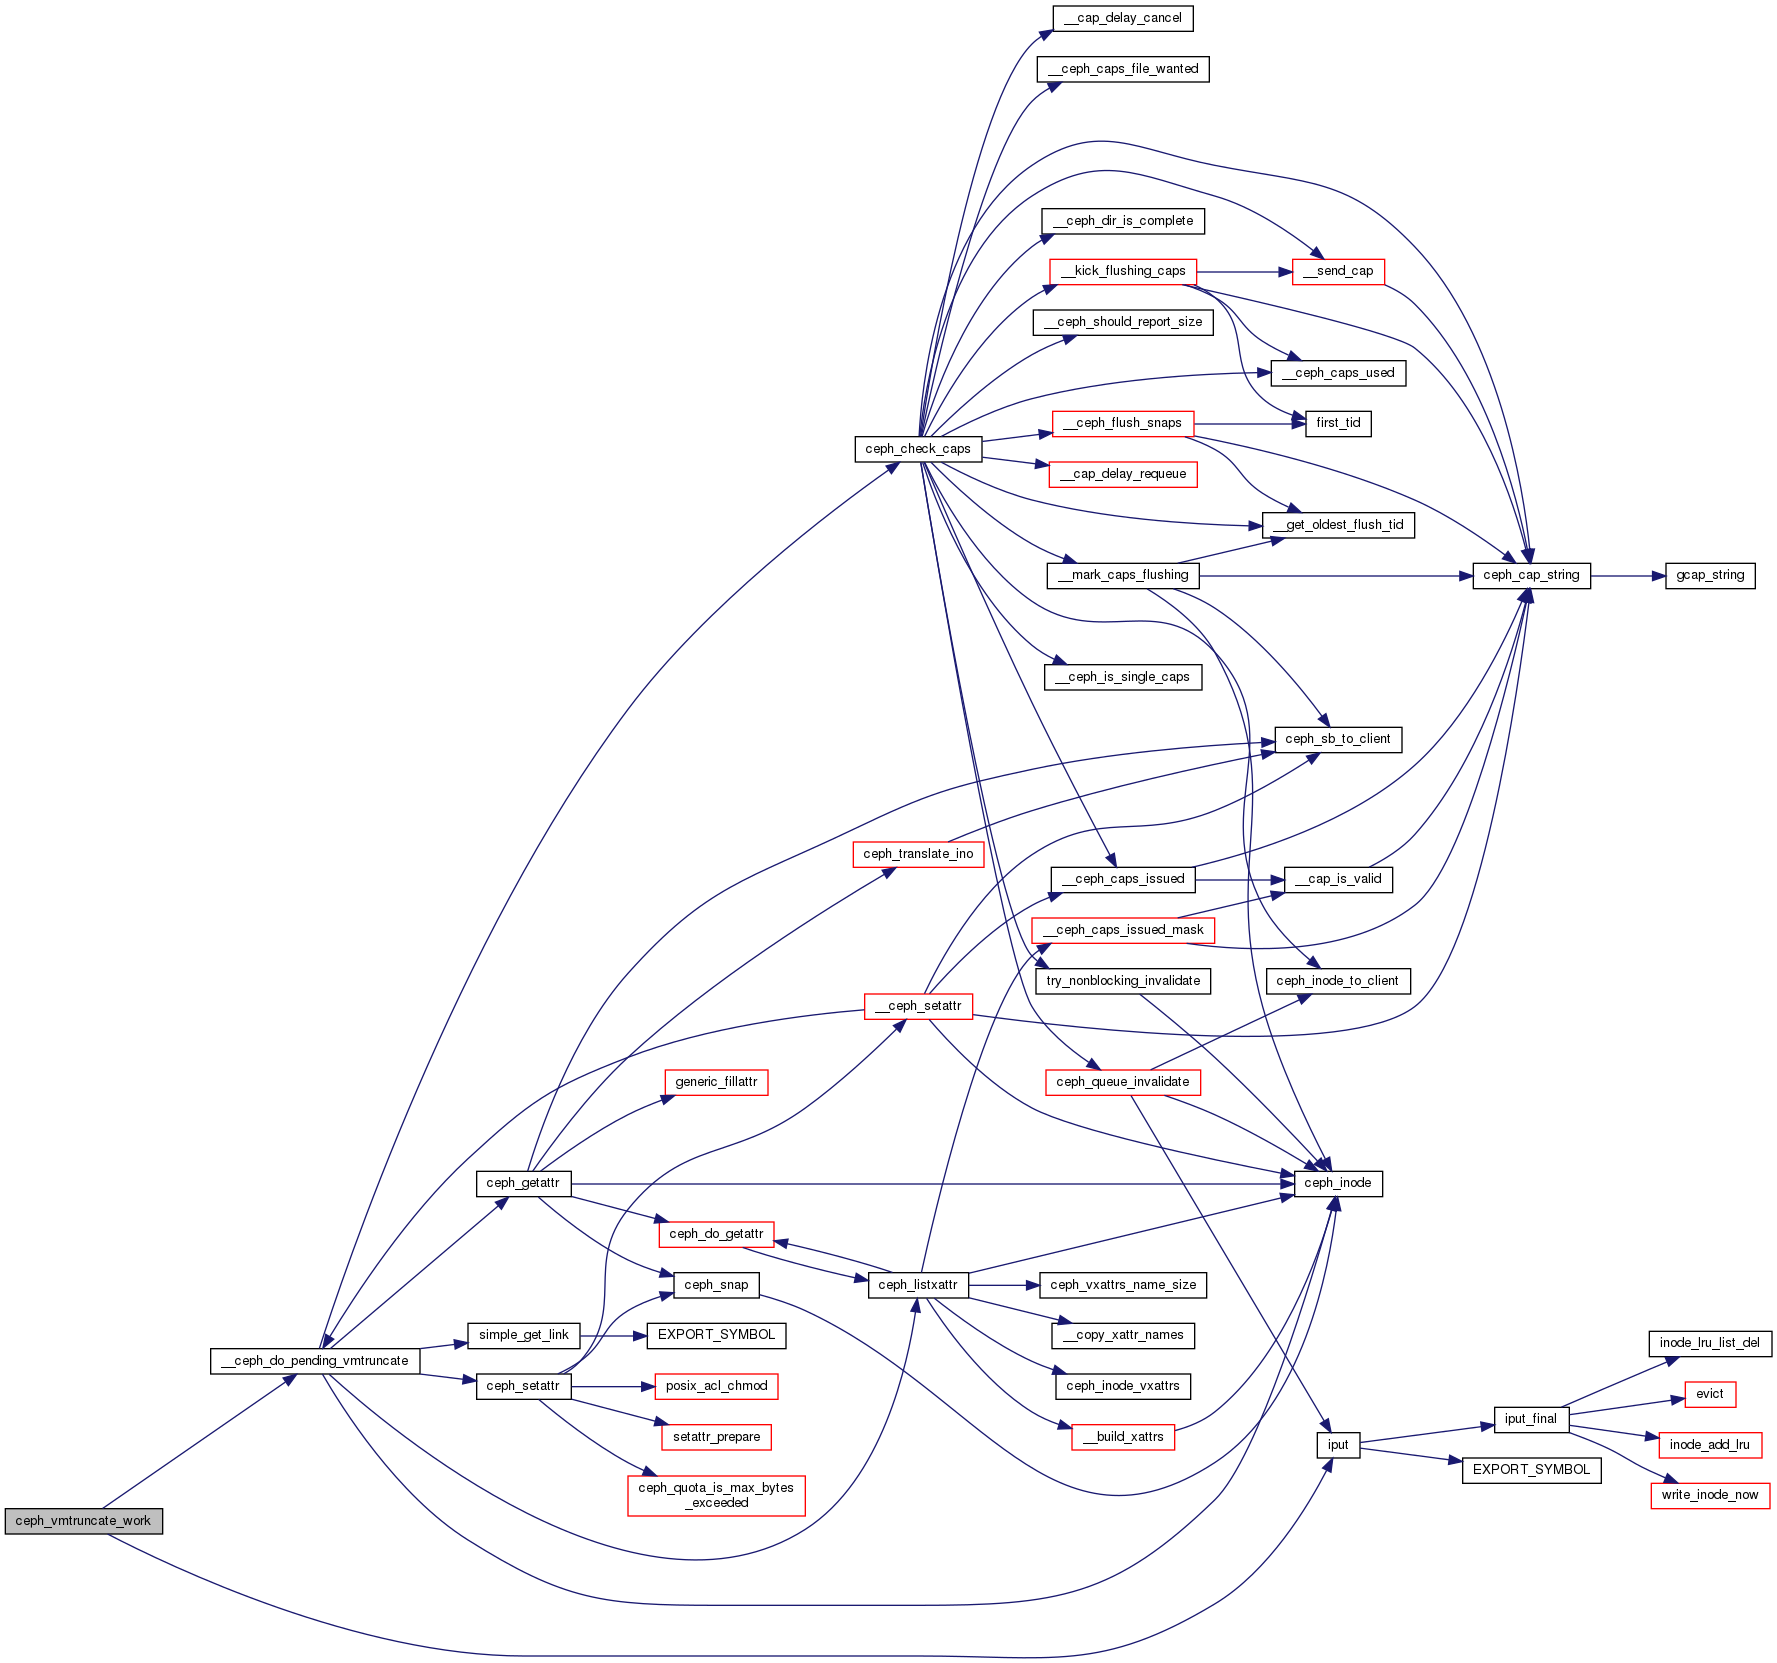 __cap_delay_cancel
__ceph_caps_file_wanted
__ceph_dir_is_complete
__kick_flushing_caps
__send_cap
__ceph_should_report_size
__ceph_caps_used
__ceph_flush_snaps
first_tid
ceph_check_caps
__cap_delay_requeue
__get_oldest_flush_tid
__mark_caps_flushing
ceph_cap_string
gcap_string
__ceph_is_single_caps
ceph_sb_to_client
ceph_translate_ino
__ceph_caps_issued
__cap_is_valid
__ceph_caps_issued_mask
try_nonblocking_invalidate
ceph_inode_to_client
__ceph_setattr
generic_fillattr
ceph_queue_invalidate
ceph_getattr
ceph_inode
ceph_do_getattr
ceph_snap
ceph_listxattr
ceph_vxattrs_name_size
simple_get_link
EXPORT_SYMBOL
__copy_xattr_names
inode_lru_list_del
__ceph_do_pending_vmtruncate
ceph_setattr
posix_acl_chmod
ceph_inode_vxattrs
evict
iput_final
setattr_prepare
__build_xattrs
iput
inode_add_lru
EXPORT_SYMBOL
ceph_quota_is_max_bytes
_exceeded
write_inode_now
ceph_vmtruncate_work